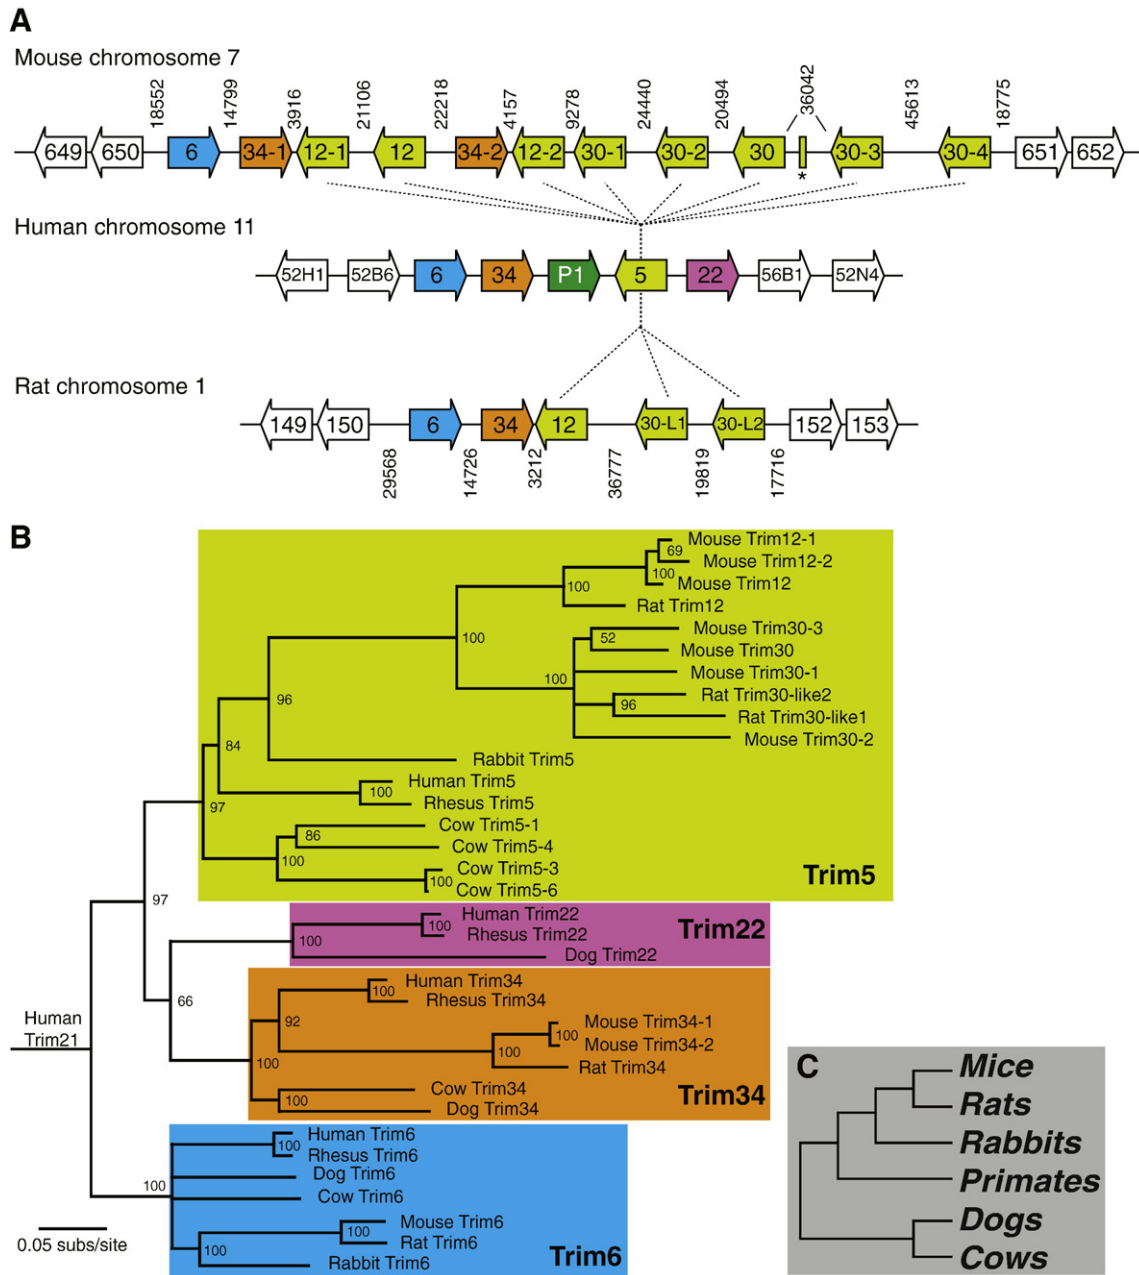 A
Mouse chromosome 7
18552 14799 3916 21106 22218 4157 92778 24440 20494 36042 45613 18775
649 650 6 34-1 12-1 12 34-2 12-2 30-1 30-2 30 30-3 30-4 651 652
*
Human chromosome 11
52H1 52B6 6 34 P1 5 22 56B1 52N4
Rat chromosome 1
149 150 6 34 12 30-L1 30-L2 152 153
29568 14726 3212 36777 19819 17716
B
Mouse Trim12-1
69
Mouse Trim12-2
100
Mouse Trim12
100
Rat Trim12
100
Mouse Trim30-3
52
Mouse Trim30
100
Mouse Trim30-1
Rat Trim30-like2
96
Rat Trim30-like1
Mouse Trim30-2
96
Rabbit Trim5
84
Human Trim5
100
Rhesus Trim5
97
Cow Trim5-1
86
Cow Trim5-4
100
Cow Trim5-3
100
Cow Trim5-6
Trim5
97
Human Trim22
100
Rhesus Trim22
100
Dog Trim22
Trim22
66
Human Trim34
100
Rhesus Trim34
92
Mouse Trim34-1
100
Mouse Trim34-2
100
Rat Trim34
100
Cow Trim34
100
Dog Trim34
Trim34
Human
Trim21
Human Trim6
100
Rhesus Trim6
Dog Trim6
100
Cow Trim6
Mouse Trim6
100
Rat Trim6
100
Rabbit Trim6
Trim6
0.05 subs/site
C
Mice
Rats
Rabbits
Primates
Dogs
Cows